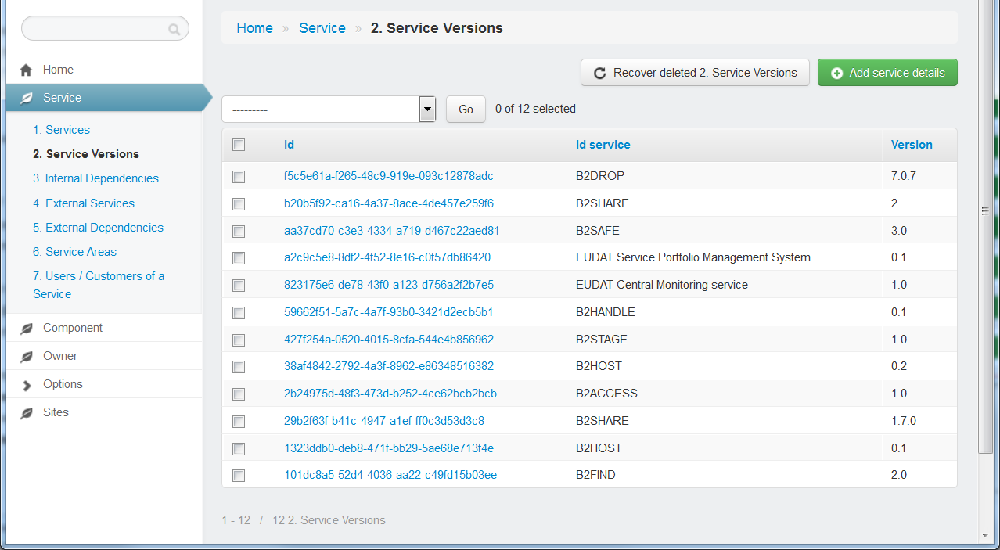 Home » Service » 2. Service Versions
Home
Service
1. Services
2. Service Versions
3. Internal Dependencies
4. External Services
5. External Dependencies
6. Service Areas
7. Users / Customers of a
Service
Component
Owner
Options
Sites
Recover deleted 2. Service Versions Add service details
--------- Go 0 of 12 selected
Id Id service Version
f5c5e61a-f265-48c9-919e-093c12878adc B2DROP 7.0.7
b20b5f92-ca16-4a37-8ace-4de457e259f6 B2SHARE 2
aa37cd70-c3e3-4334-a719-d467c22aed81 B2SAFE 3.0
a2c9c5e8-8df2-4f52-8e16-c0f57db86420 EUDAT Service Portfolio Management System 0.1
823175e6-de78-43f0-a123-d756a2f2b7e5 EUDAT Central Monitoring service 1.0
59662f51-5a7c-4a7f-93b0-3421d2ecb5b1 B2HANDLE 0.1
427f254a-0520-4015-8cfa-544e4b856962 B2STAGE 1.0
38af4842-2792-4a3f-8962-e86348516382 B2HOST 0.2
2b24975d-48f3-473d-b252-4ce62bcb2bcb B2ACCESS 1.0
29b2f63f-b41c-4947-a1ef-ff0c3d53d3c8 B2SHARE 1.7.0
1323ddb0-deb8-471f-bb29-5ae68e713f4e B2HOST 0.1
101dc8a5-52d4-4036-aa22-c49fd15b03ee B2FIND 2.0
1 - 12 / 12 2. Service Versions